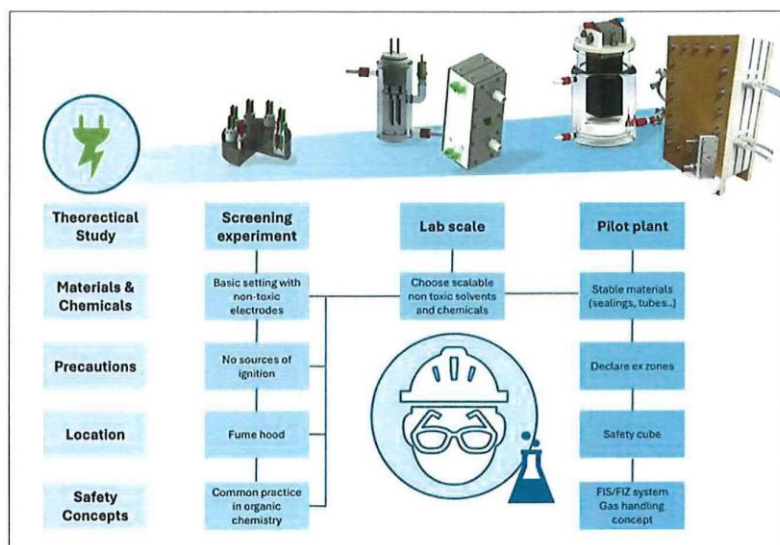 Theorectical
Study
Screening
experiment
Lab scale
Pilot plant
Materials &
Chemicals
Basic setting with
non-toxic
electrodes
Choose scalable
non toxic solvents
and chemicals
Stable materials
(sealings, tubes..)
Precautions
No sources of
ignition
Declare ex zones
Location
Fume hood
Safety cube
Safety
Concepts
Common practice
in organic
chemistry
FIS/FIZ system
Gas handling
concept